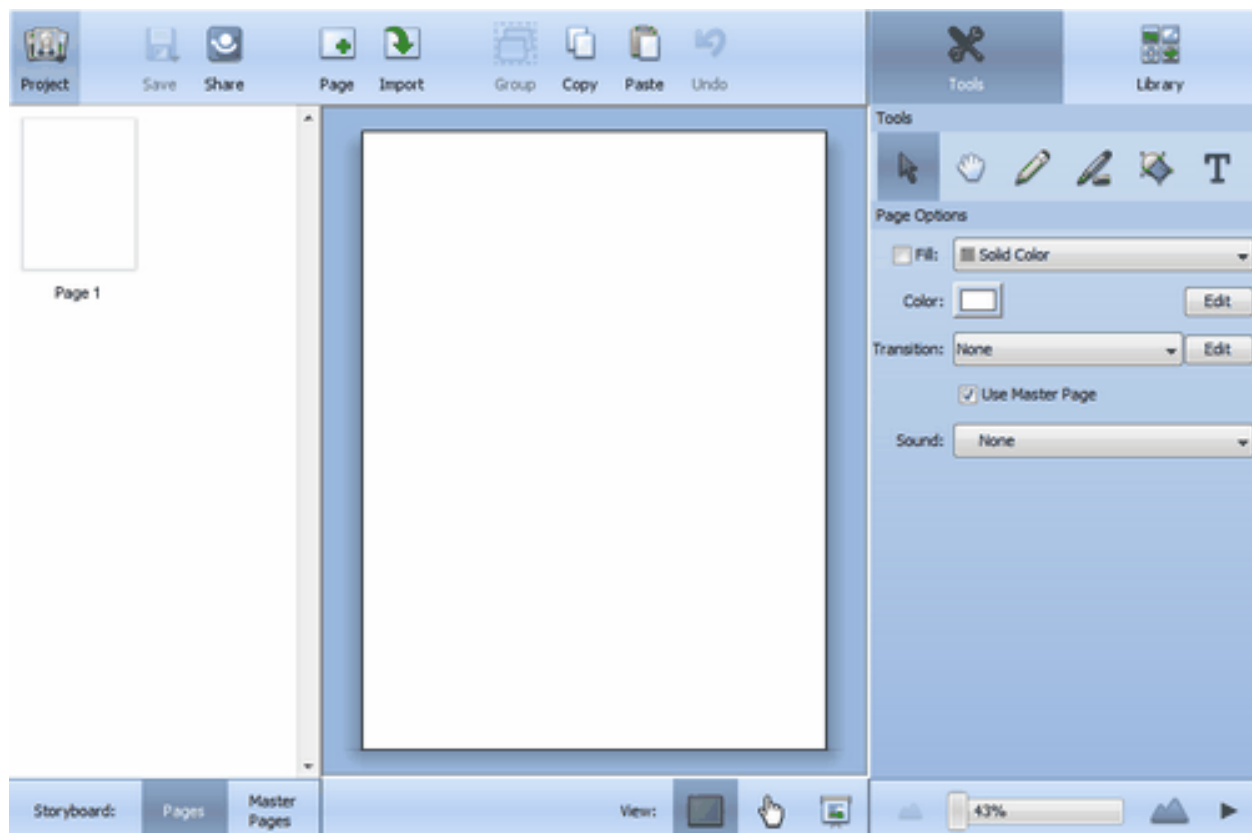 Project Save Share Page Import Group Copy Paste Undo Tools Library
Tools
T
Page Options
Fill: Solid Color
Page 1
Color: Edit
Transition: None Edit
Use Master Page
Sound: None
Storyboard: Pages Master
Pages
View: 43%